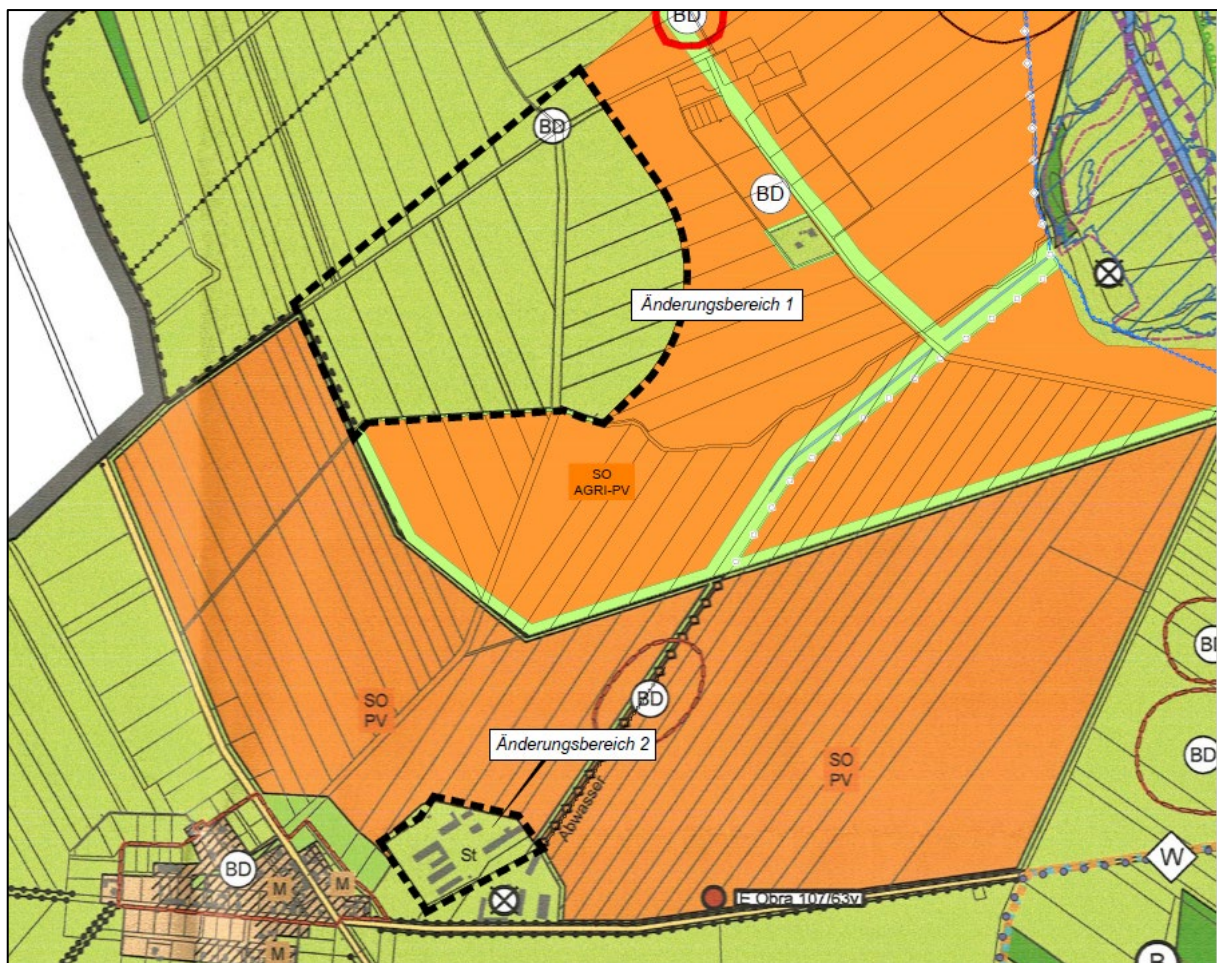 BD
BD
BD
Änderungsbereich 1
SO
AGRI-PV
BD
SO
PV
BD
Änderungsbereich 2
BD
SO
PV
Abwasser
St
W
BD
M
M
E Obra 107/63v
M